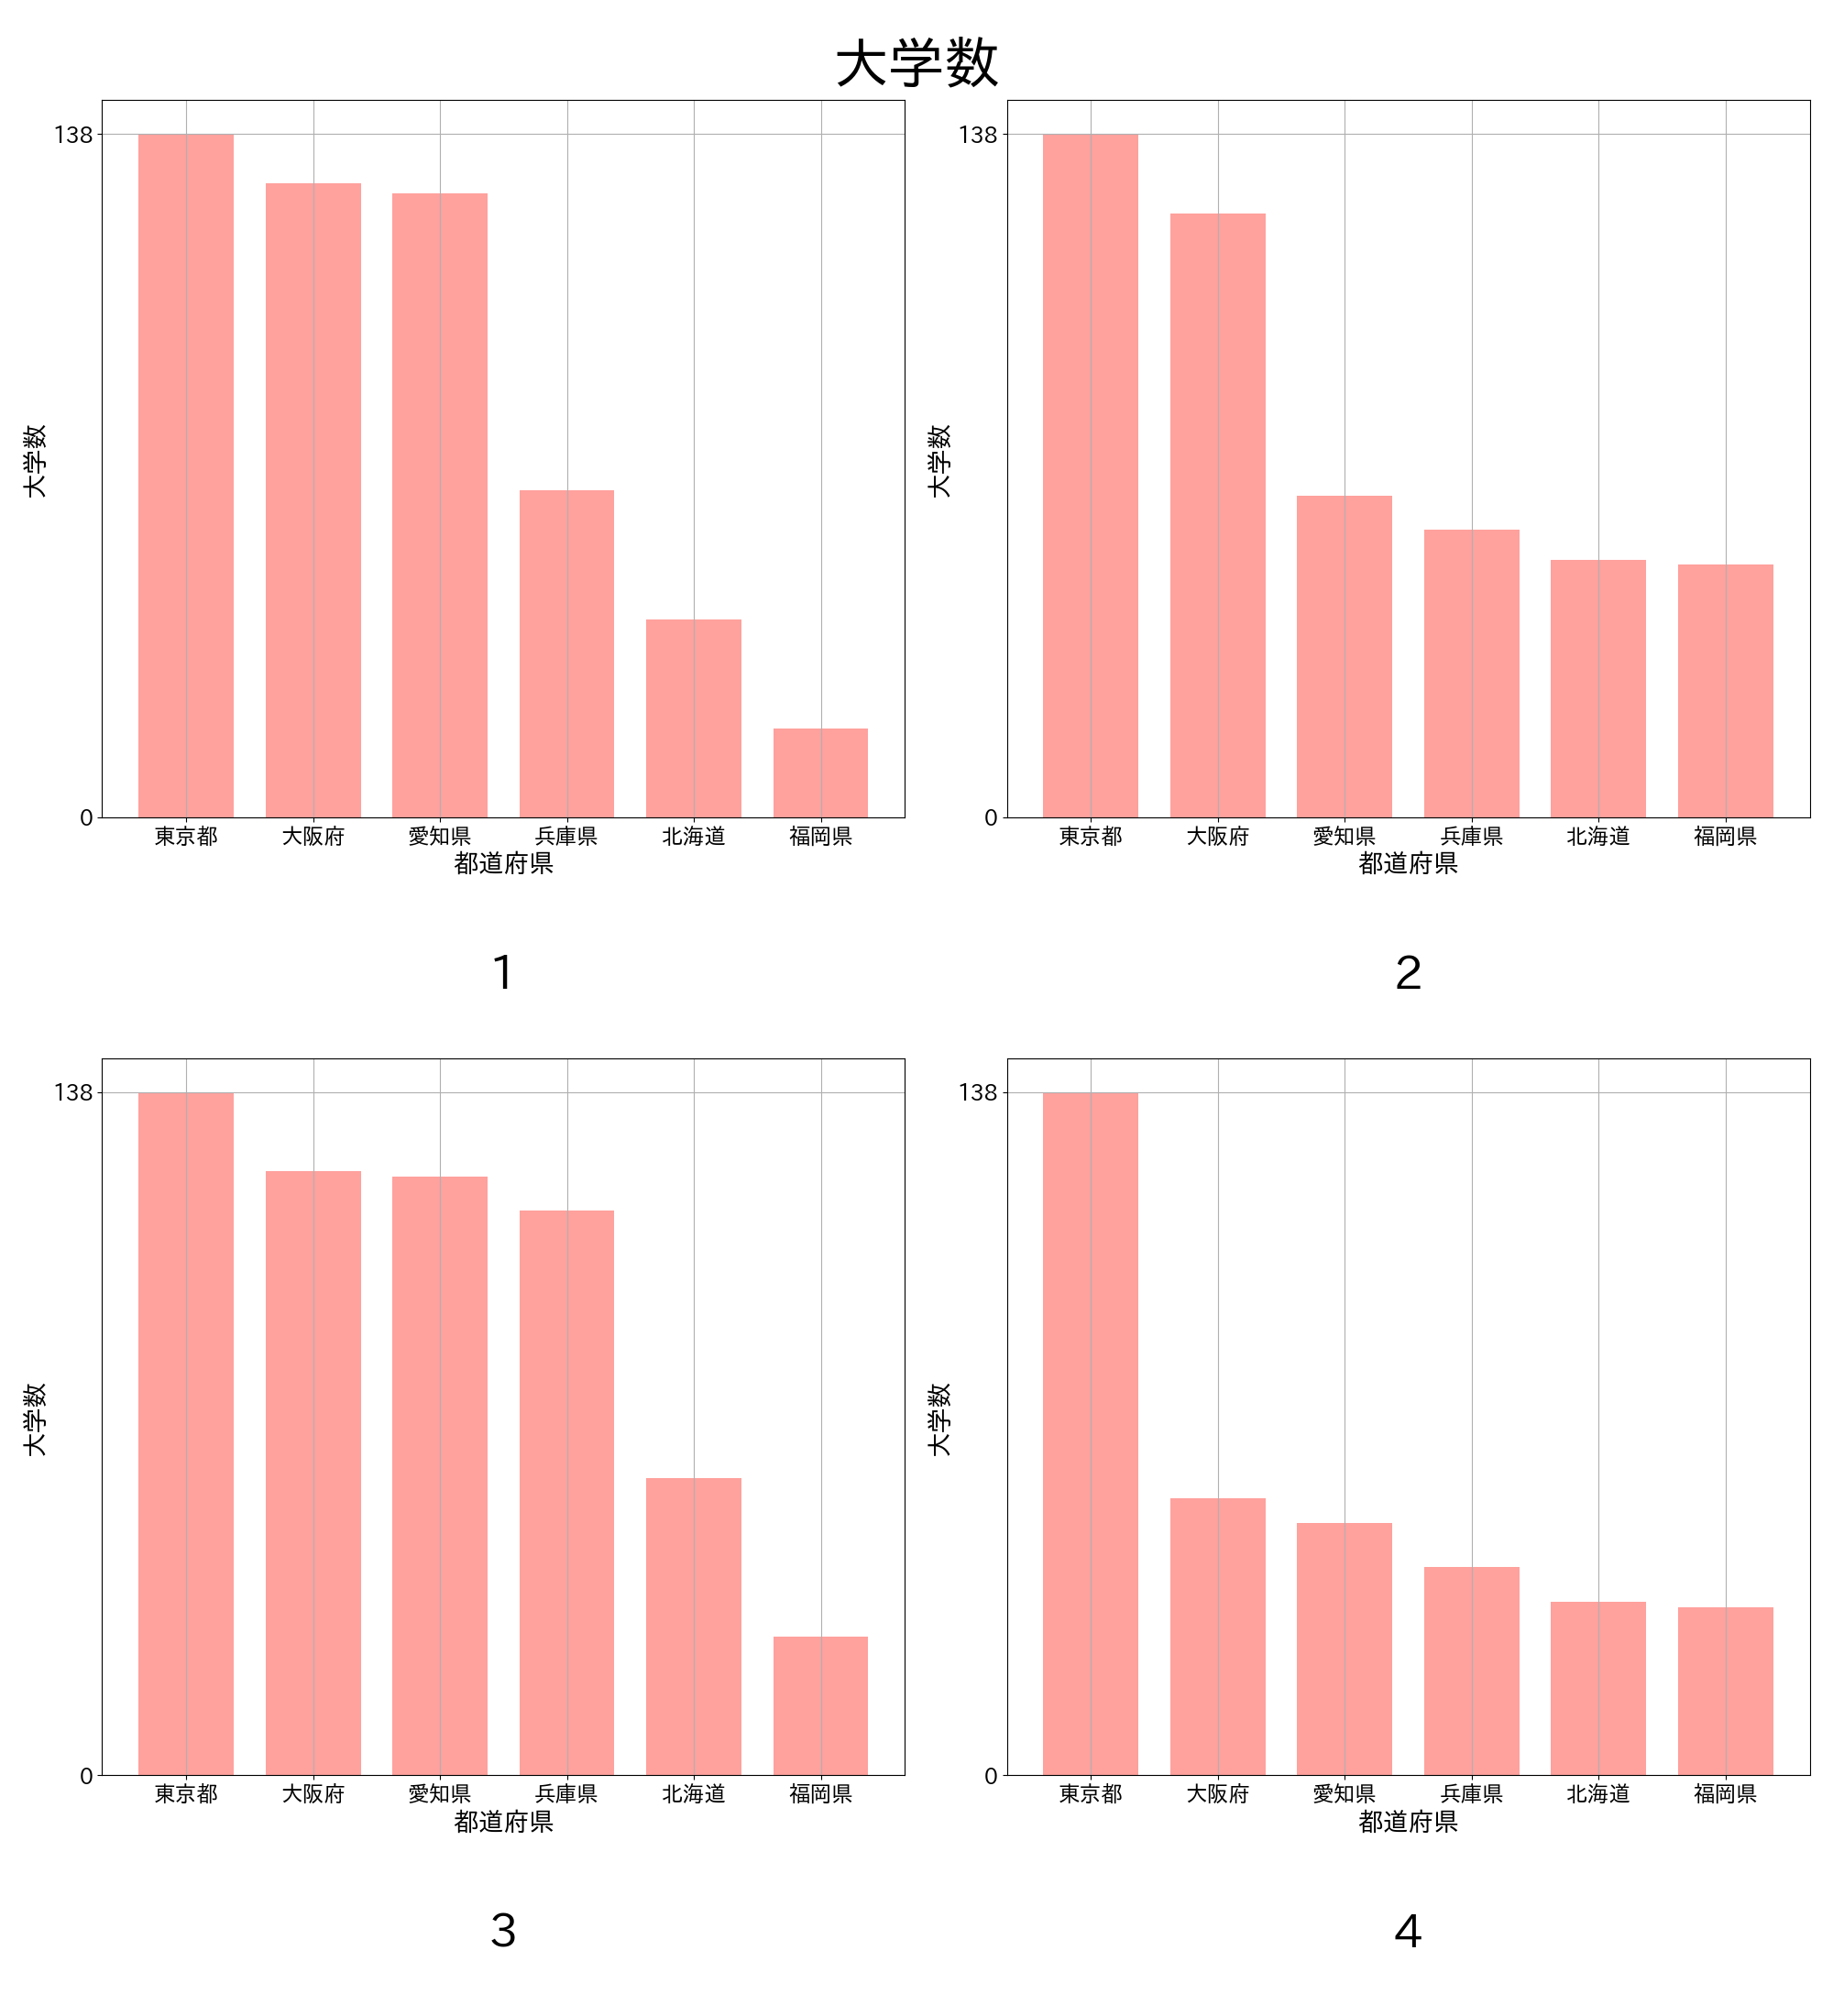 大学数
138
大学数
0
東京都 大阪府 愛知県 兵庫県 北海道 福岡県
都道府県
1
138
大学数
0
東京都 大阪府 愛知県 兵庫県 北海道 福岡県
都道府県
2
138
大学数
0
東京都 大阪府 愛知県 兵庫県 北海道 福岡県
都道府県
3
138
大学数
0
東京都 大阪府 愛知県 兵庫県 北海道 福岡県
都道府県
4